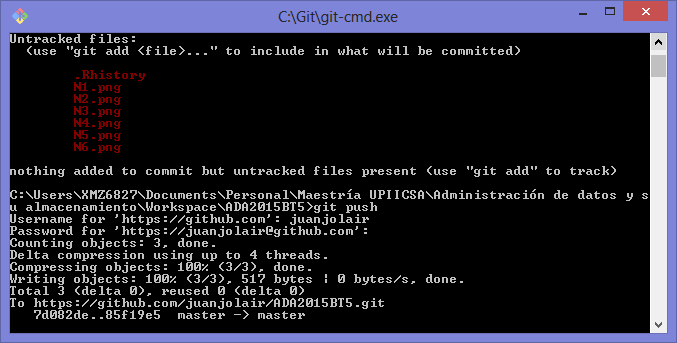 C:\Git\git-cmd.exe
Untracked files:
(use "git add <file>..." to include in what will be committed)
.Rhistory
N1.png
N2.png
N3.png
N4.png
N5.png
N6.png
nothing added to commit but untracked files present (use "git add" to track)
C:\Users\XMZ6827\Documents\Personal\Maestría UPIICSA\Administración de datos y s
u almacenamiento\Workspace\ADA2015BT5>git push
Username for 'https://github.com': juanjolair
Password for 'https://juanjolair@github.com':
Counting objects: 3, done.
Delta compression using up to 4 threads.
Compressing objects: 100% (3/3), done.
Writing objects: 100% (3/3), 517 bytes ¦ 0 bytes/s, done.
Total 3 (delta 0), reused 0 (delta 0)
To https://github.com/juanjolair/ADA2015BT5.git
7d082de..85f19e5  master -> master